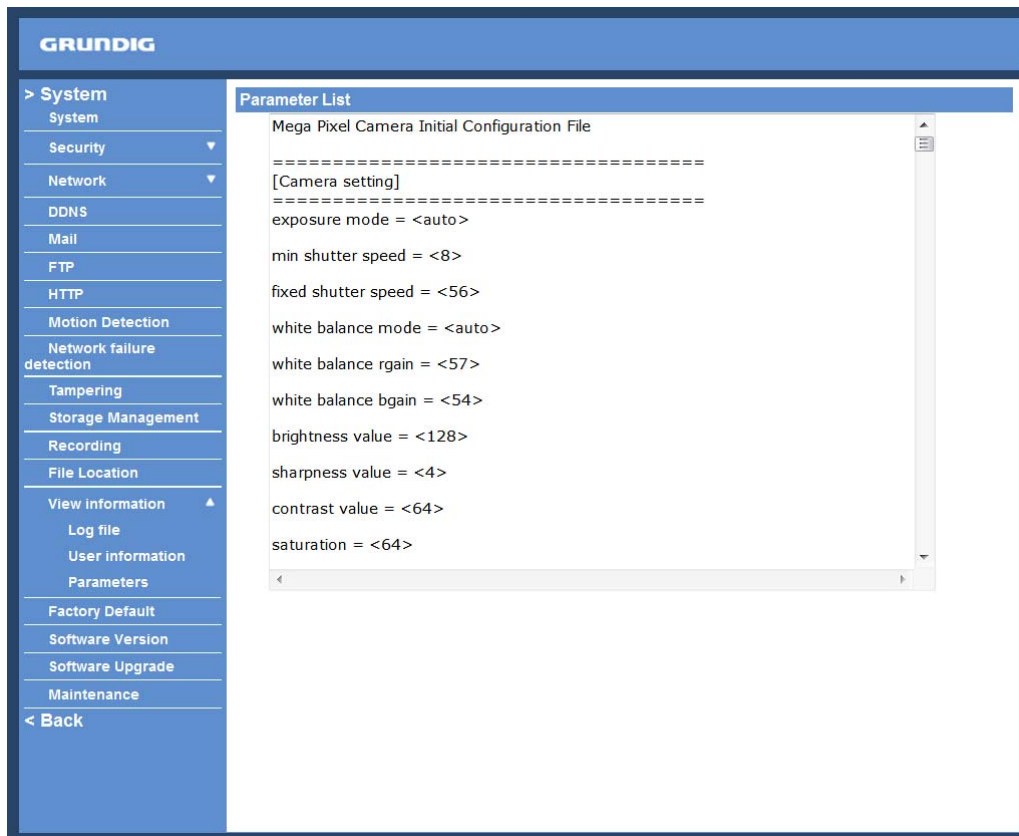 GRUNDIG
> System
System
Security
Network
DDNS
Mail
FTP
HTTP
Motion Detection
Network failure
detection
Tampering
Storage Management
Recording
File Location
View information
Log file
User information
Parameters
Factory Default
Software Version
Software Upgrade
Maintenance
< Back
Parameter List
Mega Pixel Camera Initial Configuration File
====================================
[Camera setting]
====================================
exposure mode = <auto>
min shutter speed = <8>
fixed shutter speed = <56>
white balance mode = <auto>
white balance rgain = <57>
white balance bgain = <54>
brightness value = <128>
sharpness value = <4>
contrast value = <64>
saturation = <64>